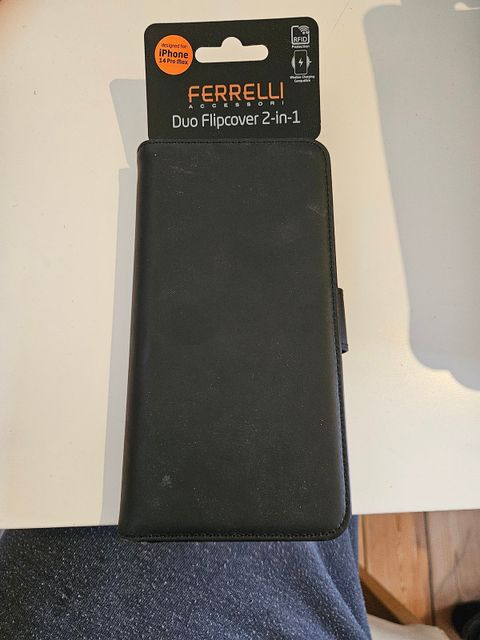 designed for:
iPhone
14 Pro Max
RFID
Protection
Wireless Charging
Compatible
FERRELLI
ACCESSORI
Duo Flipcover 2-in-1